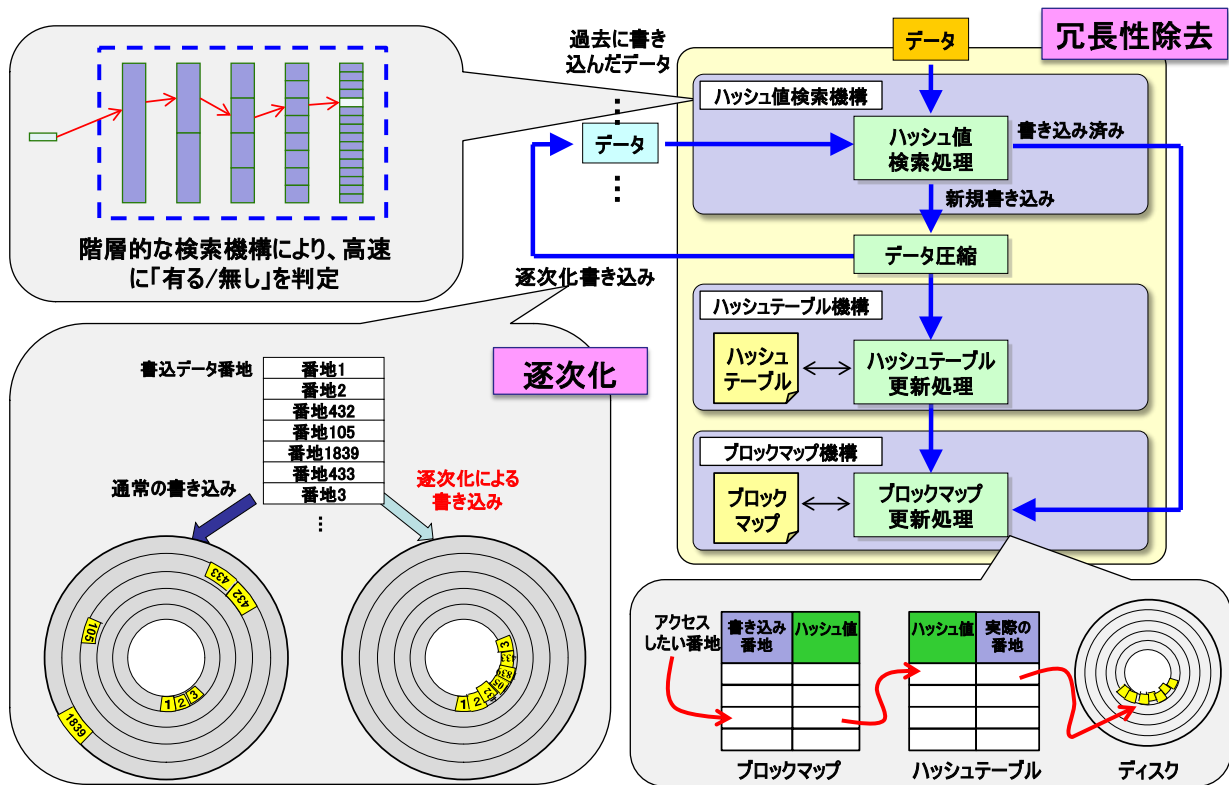 過去に書き
込んだデータ
データ
冗長性除去
ハッシュ値検索機構
データ
ハッシュ値
検索処理
書き込み済み
新規書き込み
階層的な検索機構により、高速
に「有る/無し」を判定
データ圧縮
逐次化書き込み
ハッシュテーブル機構
ハッシュ
テーブル
ハッシュテーブル
更新処理
ブロックマップ機構
ブロック
マップ
ブロックマップ
更新処理
逐次化
書込データ番地
番地1
番地2
番地432
番地105
番地1839
番地433
番地3
…
通常の書き込み
逐次化による
書き込み
433
432
105
1
2
3
1839
3
433
1
2
アクセス
したい番地
書き込み
番地
ハッシュ値
ハッシュ値
実際の
番地
ブロックマップ
ハッシュテーブル
ディスク